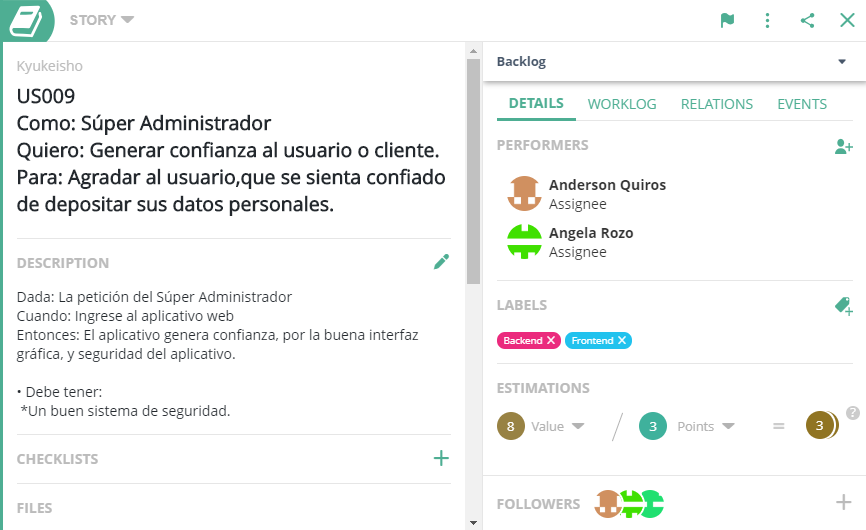 STORY
Kyukeisho
US009
Como: Súper Administrador
Quiero: Generar confianza al usuario o cliente.
Para: Agradar al usuario,que se sienta confiado
de depositar sus datos personales.
DESCRIPTION
Dada: La petición del Súper Administrador
Cuando: Ingrese al aplicativo web
Entonces: El aplicativo genera confianza, por la buena interfaz
gráfica, y seguridad del aplicativo.
• Debe tener:
*Un buen sistema de seguridad.
CHECKLISTS
FILES
Backlog
DETAILS WORKLOG RELATIONS EVENTS
PERFORMERS
Anderson Quiros
Assignee
Angela Rozo
Assignee
LABELS
Backend Frontend
ESTIMATIONS
8 Value / 3 Points = 3 ?
FOLLOWERS